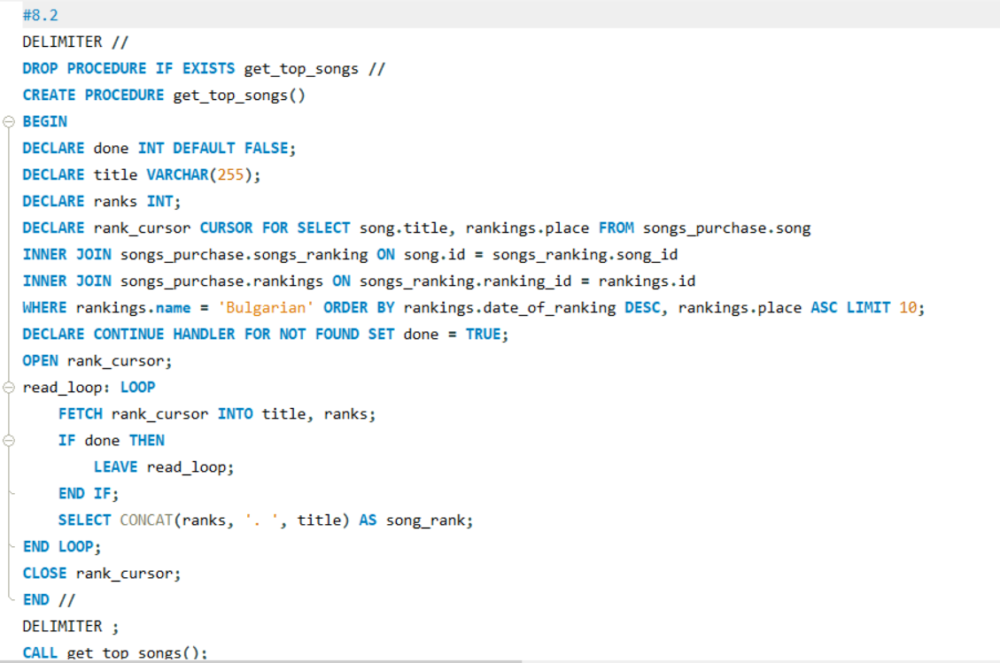 #8.2
DELIMITER //
DROP PROCEDURE IF EXISTS get_top_songs //
CREATE PROCEDURE get_top_songs()
BEGIN
DECLARE done INT DEFAULT FALSE;
DECLARE title VARCHAR(255);
DECLARE ranks INT;
DECLARE rank_cursor CURSOR FOR SELECT song.title, rankings.place FROM songs_purchase.song
INNER JOIN songs_purchase.songs_ranking ON song.id = songs_ranking.song_id
INNER JOIN songs_purchase.rankings ON songs_ranking.ranking_id = rankings.id
WHERE rankings.name = 'Bulgarian' ORDER BY rankings.date_of_ranking DESC, rankings.place ASC LIMIT 10;
DECLARE CONTINUE HANDLER FOR NOT FOUND SET done = TRUE;
OPEN rank_cursor;
read_loop: LOOP
    FETCH rank_cursor INTO title, ranks;
    IF done THEN
        LEAVE read_loop;
    END IF;
    SELECT CONCAT(ranks, '. ', title) AS song_rank;
END LOOP;
CLOSE rank_cursor;
END //
DELIMITER ;
CALL get_top_songs();